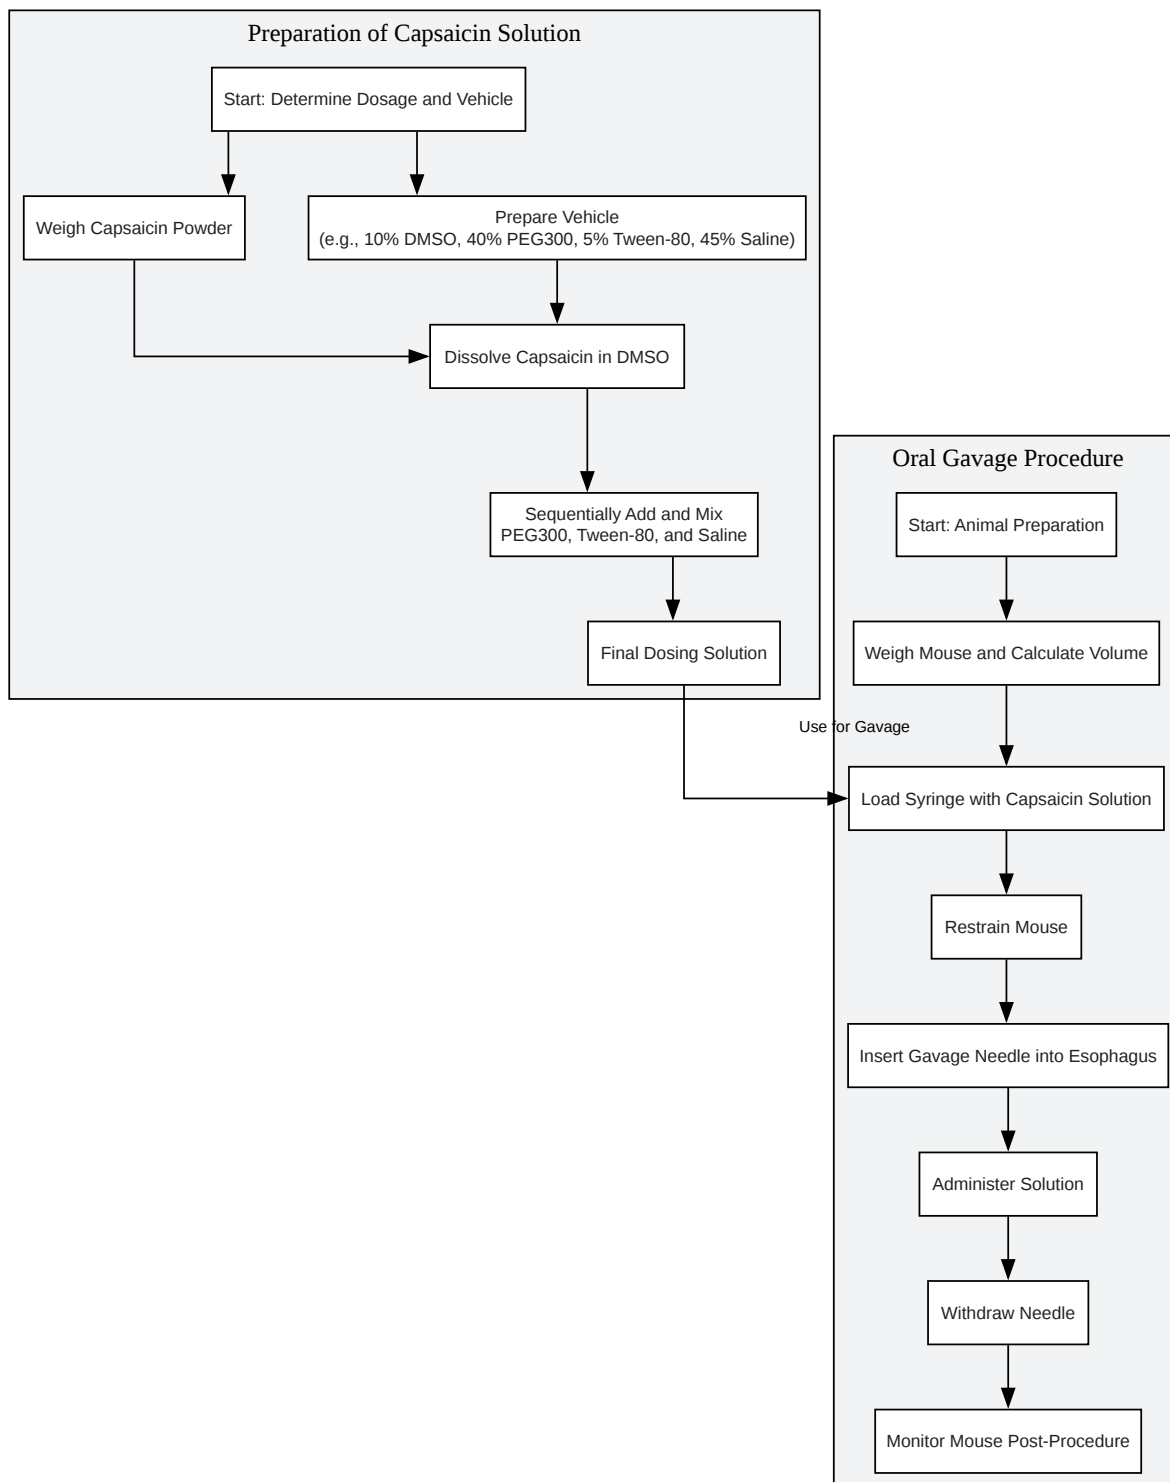 Preparation of Capsaicin Solution
Start: Determine Dosage and Vehicle
Weigh Capsaicin Powder
Prepare Vehicle
(e.g., 10% DMSO, 40% PEG300, 5% Tween-80, 45% Saline)
Dissolve Capsaicin in DMSO
Sequentially Add and Mix
PEG300, Tween-80, and Saline
Final Dosing Solution
Use for Gavage
Oral Gavage Procedure
Start: Animal Preparation
Weigh Mouse and Calculate Volume
Load Syringe with Capsaicin Solution
Restrain Mouse
Insert Gavage Needle into Esophagus
Administer Solution
Withdraw Needle
Monitor Mouse Post-Procedure